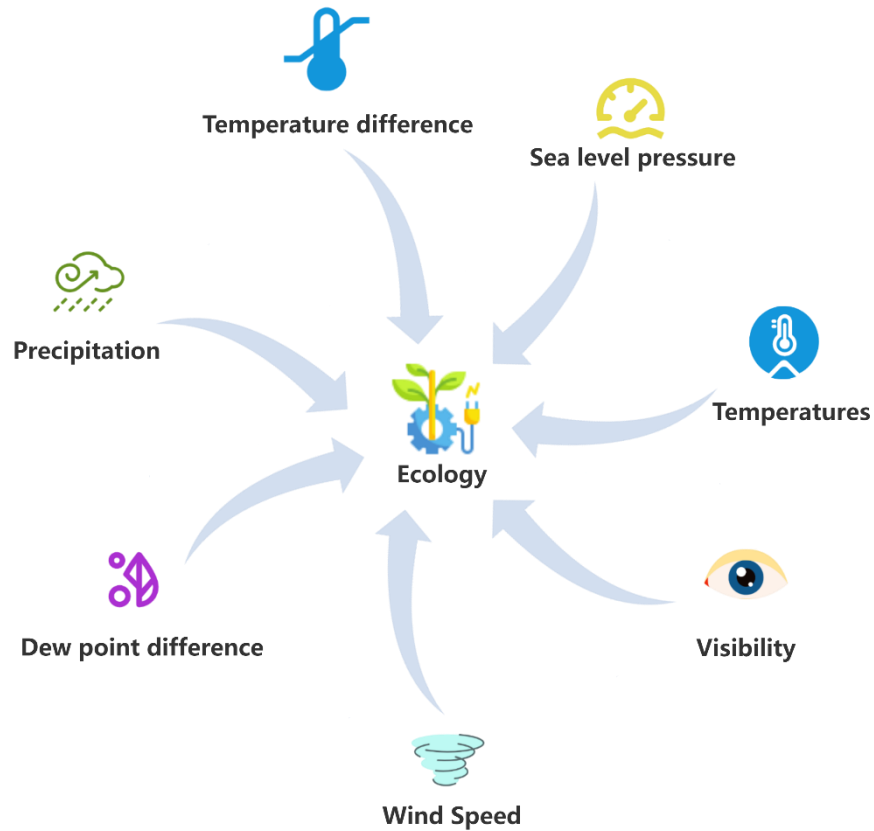 Temperature difference
Sea level pressure
Precipitation
Temperatures
Ecology
Dew point difference
Visibility
Wind Speed